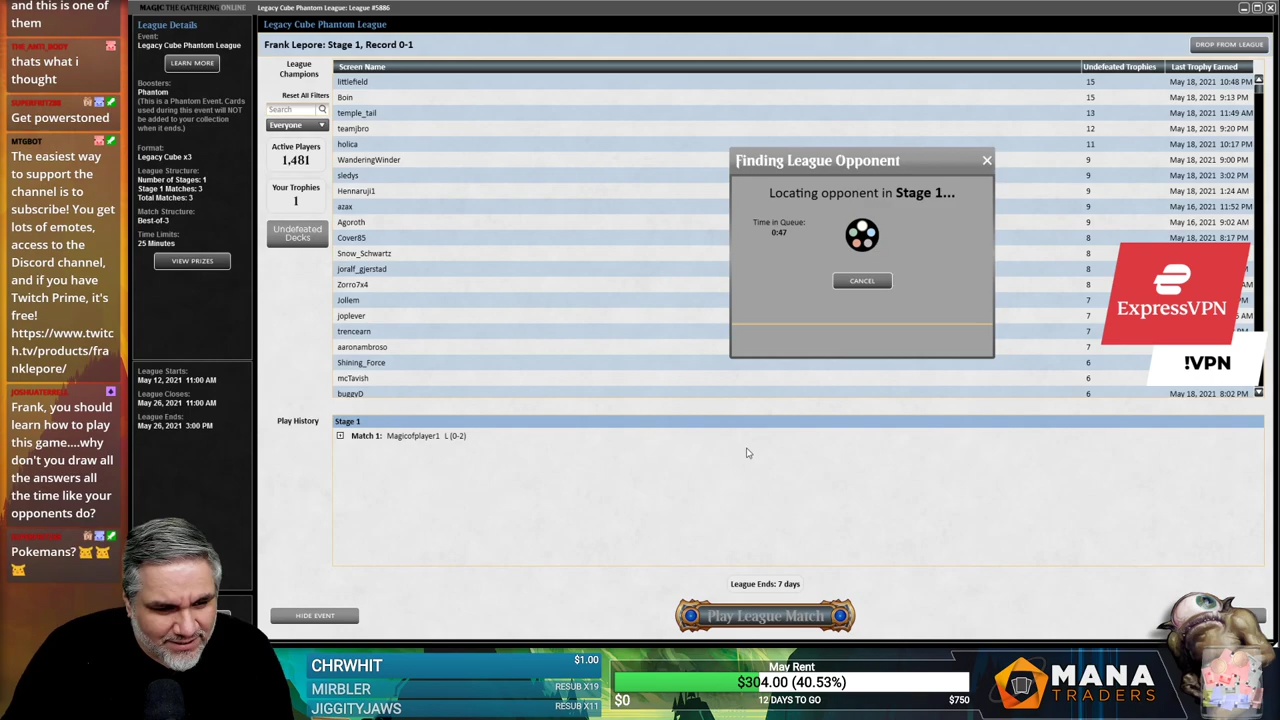 and this is one of
them
THE_ANTI_BODY
thats what i
thought
Get powerstoned
MTGBOT
The easiest way
to support the
channel is to
subscribe! You get
lots of emotes,
access to the
Discord channel,
and if you have
Twitch Prime, it's
free!
https://www.twitc
h.tv/products/fra
nklepore/
Frank, you should
learn how to play
this game....why
don't you draw all
the answers all
the time like your
opponents do?
Pokemans?
MAGIC THE GATHERING ONLINE
Legacy Cube Phantom League: League #5886
League Details
Event:
Legacy Cube Phantom League
LEARN MORE
Boosters:
Phantom
(This is a Phantom Event. Cards
used during this event will NOT
be added to your collection
when it ends.)
Format:
Legacy Cube x3
League Structure:
Number of Stages: 1
Stage 1 Matches: 3
Total Matches: 3
Match Structure:
Best-of-3
Time Limits:
25 Minutes
VIEW PRIZES
League Starts:
May 12, 2021 11:00 AM
League Closes:
May 26, 2021 11:00 AM
League Ends:
May 26, 2021 3:00 PM
Legacy Cube Phantom League
Frank Lepore: Stage 1, Record 0-1
DROP FROM LEAGUE
League
Champions
Reset All Filters
Search
Everyone
Active Players
1,481
Your Trophies
1
Undefeated
Decks
Screen Name Undefeated Trophies Last Trophy Earned
littlefield 15 May 18, 2021 10:48 PM
Boin 15 May 18, 2021 9:13 PM
temple_tail 13 May 18, 2021 11:49 AM
teamjbro 12 May 18, 2021 9:20 PM
holica 11 May 18, 2021 10:17 PM
WanderingWinder 9 May 18, 2021 9:00 PM
sledys 9 May 18, 2021 3:02 PM
Hennaruji1 9 May 18, 2021 1:24 AM
azax 9 May 16, 2021 11:52 PM
Agoroth 9 May 16, 2021 9:02 AM
Cover85 8 May 18, 2021 8:17 PM
Snow_Schwartz 8
joralf_gjerstad 8
Zorro7x4 8
Jollem 7
joplever 7
trencearn 7
aaronambroso 7
Shining_Force 6
mcTavish 6
buggyD 6 May 18, 2021 8:02 PM
Finding League Opponent
Locating opponent in Stage 1...
Time in Queue:
0:47
CANCEL
ExpressVPN
!VPN
Play History
Stage 1
Match 1: Magicofplayer1 L (0-2)
League Ends: 7 days
HIDE EVENT
Play League Match
CHRWHIT $1.00
MIRBLER RESUB X19
JIGGITYJAWS RESUB X11
May Rent
$304.00 (40.53%)
$0
12 DAYS TO GO
$750
MANA
TRADERS